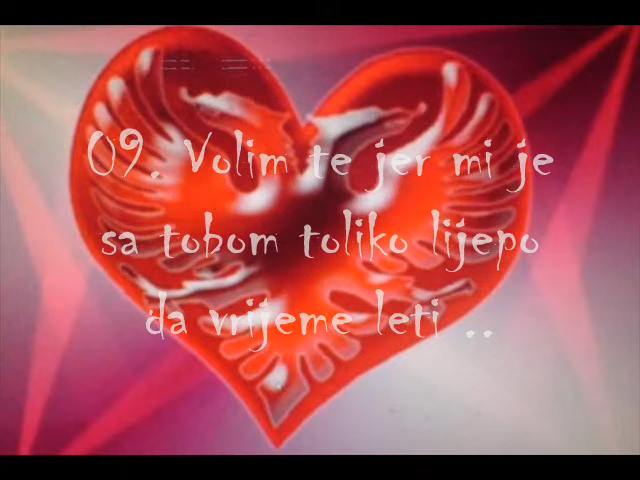 09. Volim te jer mi je
sa tobom toliko lijepo
da vrijeme leti ..